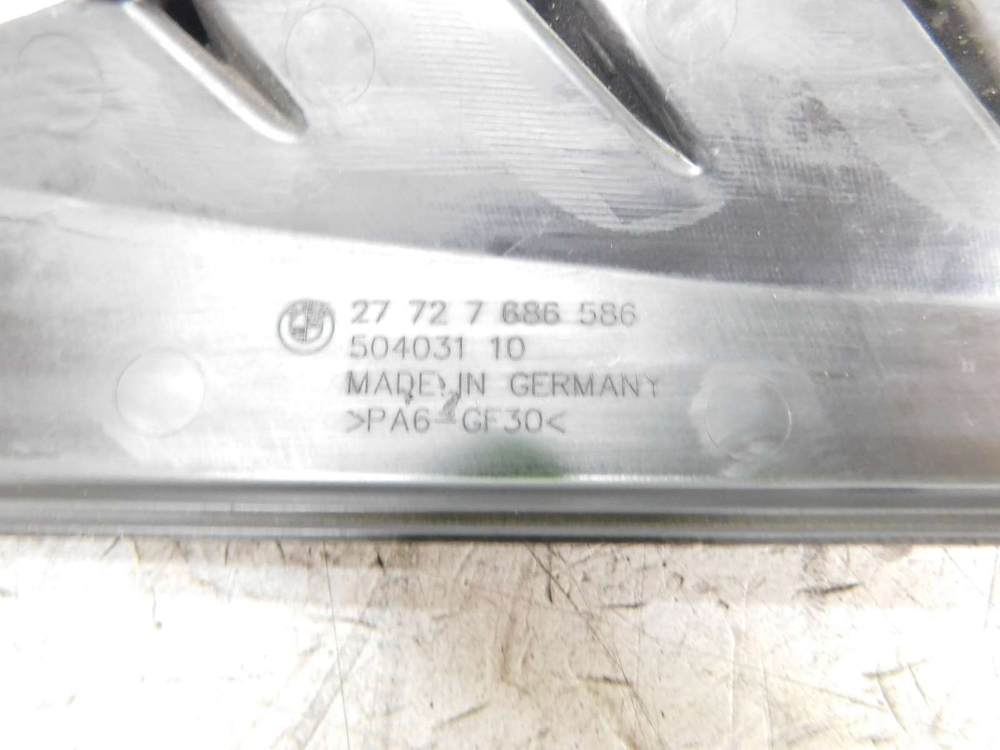 27 72 7 686 586
504031 10
MADE IN GERMANY
>PA6-GF30<